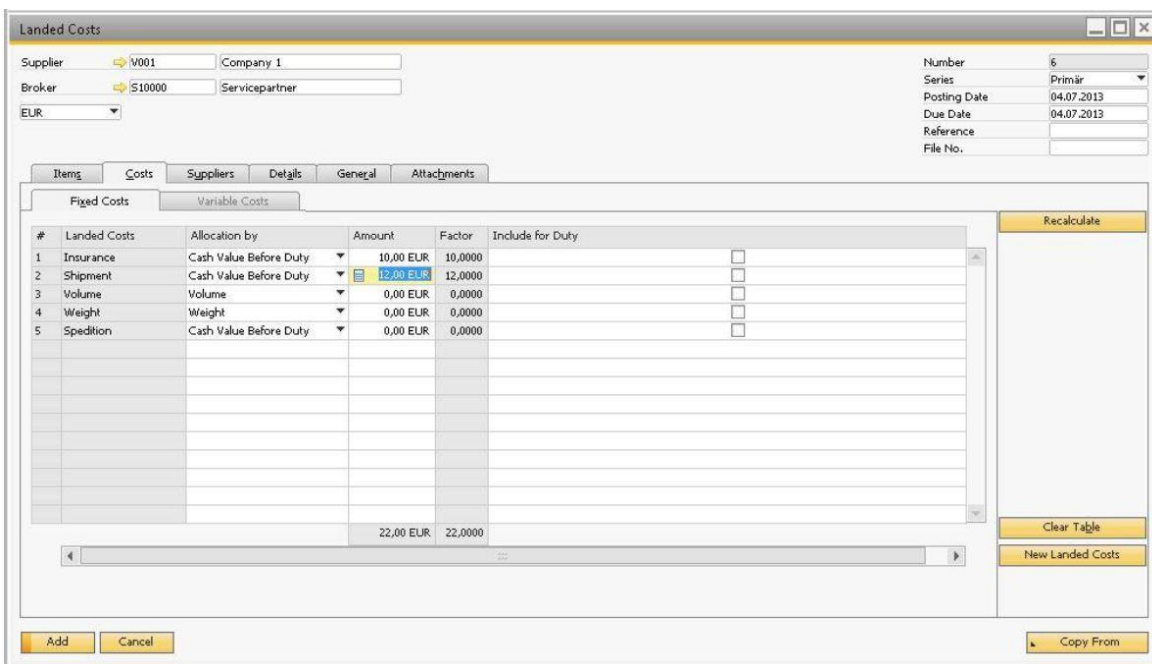 Landed Costs
Supplier V001 Company 1
Broker S10000 Servicepartner
EUR
Number 6
Series Primär
Posting Date 04.07.2013
Due Date 04.07.2013
Reference
File No.
Items Costs Suppliers Details General Attachments
Fixed Costs Variable Costs
# Landed Costs Allocation by Amount Factor Include for Duty
1 Insurance Cash Value Before Duty 10,00 EUR 10,0000
2 Shipment Cash Value Before Duty 12,00 EUR 12,0000
3 Volume Volume 0,00 EUR 0,0000
4 Weight Weight 0,00 EUR 0,0000
5 Spedition Cash Value Before Duty 0,00 EUR 0,0000
22,00 EUR 22,0000
Recalculate
Clear Table
New Landed Costs
Add Cancel Copy From